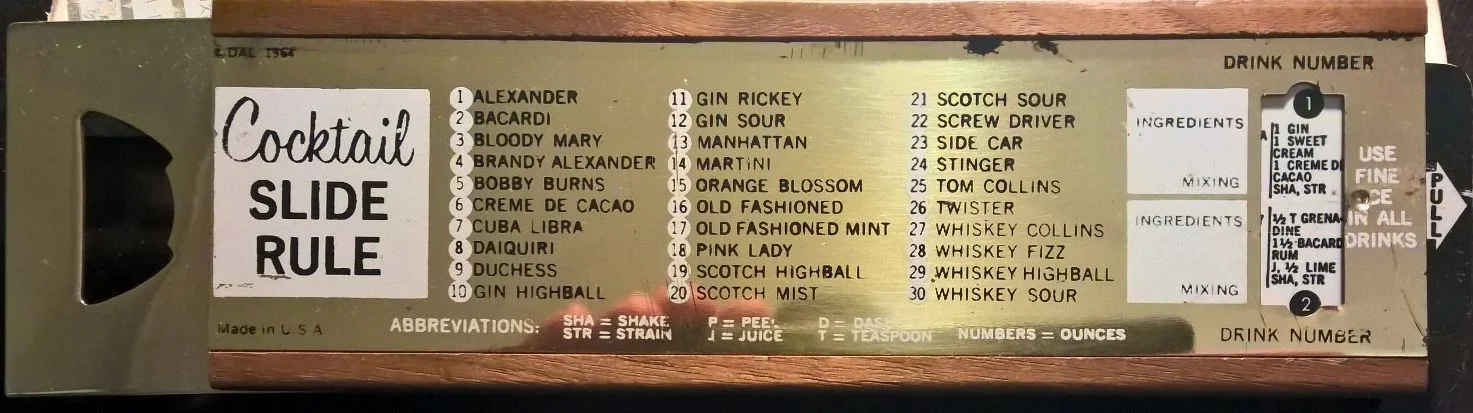 © DAL 1964
Cocktail
SLIDE
RULE
Made in U.S.A
1 ALEXANDER
2 BACARDI
3 BLOODY MARY
4 BRANDY ALEXANDER
5 BOBBY BURNS
6 CREME DE CACAO
7 CUBA LIBRA
8 DAIQUIRI
9 DUCHESS
10 GIN HIGHBALL
11 GIN RICKEY
12 GIN SOUR
13 MANHATTAN
14 MARTINI
15 ORANGE BLOSSOM
16 OLD FASHIONED
17 OLD FASHIONED MINT
18 PINK LADY
19 SCOTCH HIGHBALL
20 SCOTCH MIST
21 SCOTCH SOUR
22 SCREW DRIVER
23 SIDE CAR
24 STINGER
25 TOM COLLINS
26 TWISTER
27 WHISKEY COLLINS
28 WHISKEY FIZZ
29 WHISKEY HIGHBALL
30 WHISKEY SOUR
ABBREVIATIONS:
SHA = SHAKE
STR = STRAIN
P = PEEL
J = JUICE
D = DASH
T = TEASPOON
NUMBERS = OUNCES
DRINK NUMBER
1
INGREDIENTS
MIXING
1 GIN
1 SWEET
CREAM
1 CREME DE
CACAO
SHA, STR
INGREDIENTS
MIXING
½ T GRENA-
DINE
1½ BACARD
RUM
J, ½ LIME
SHA, STR
2
DRINK NUMBER
USE
FINE
ICE
IN ALL
DRINKS
PULL